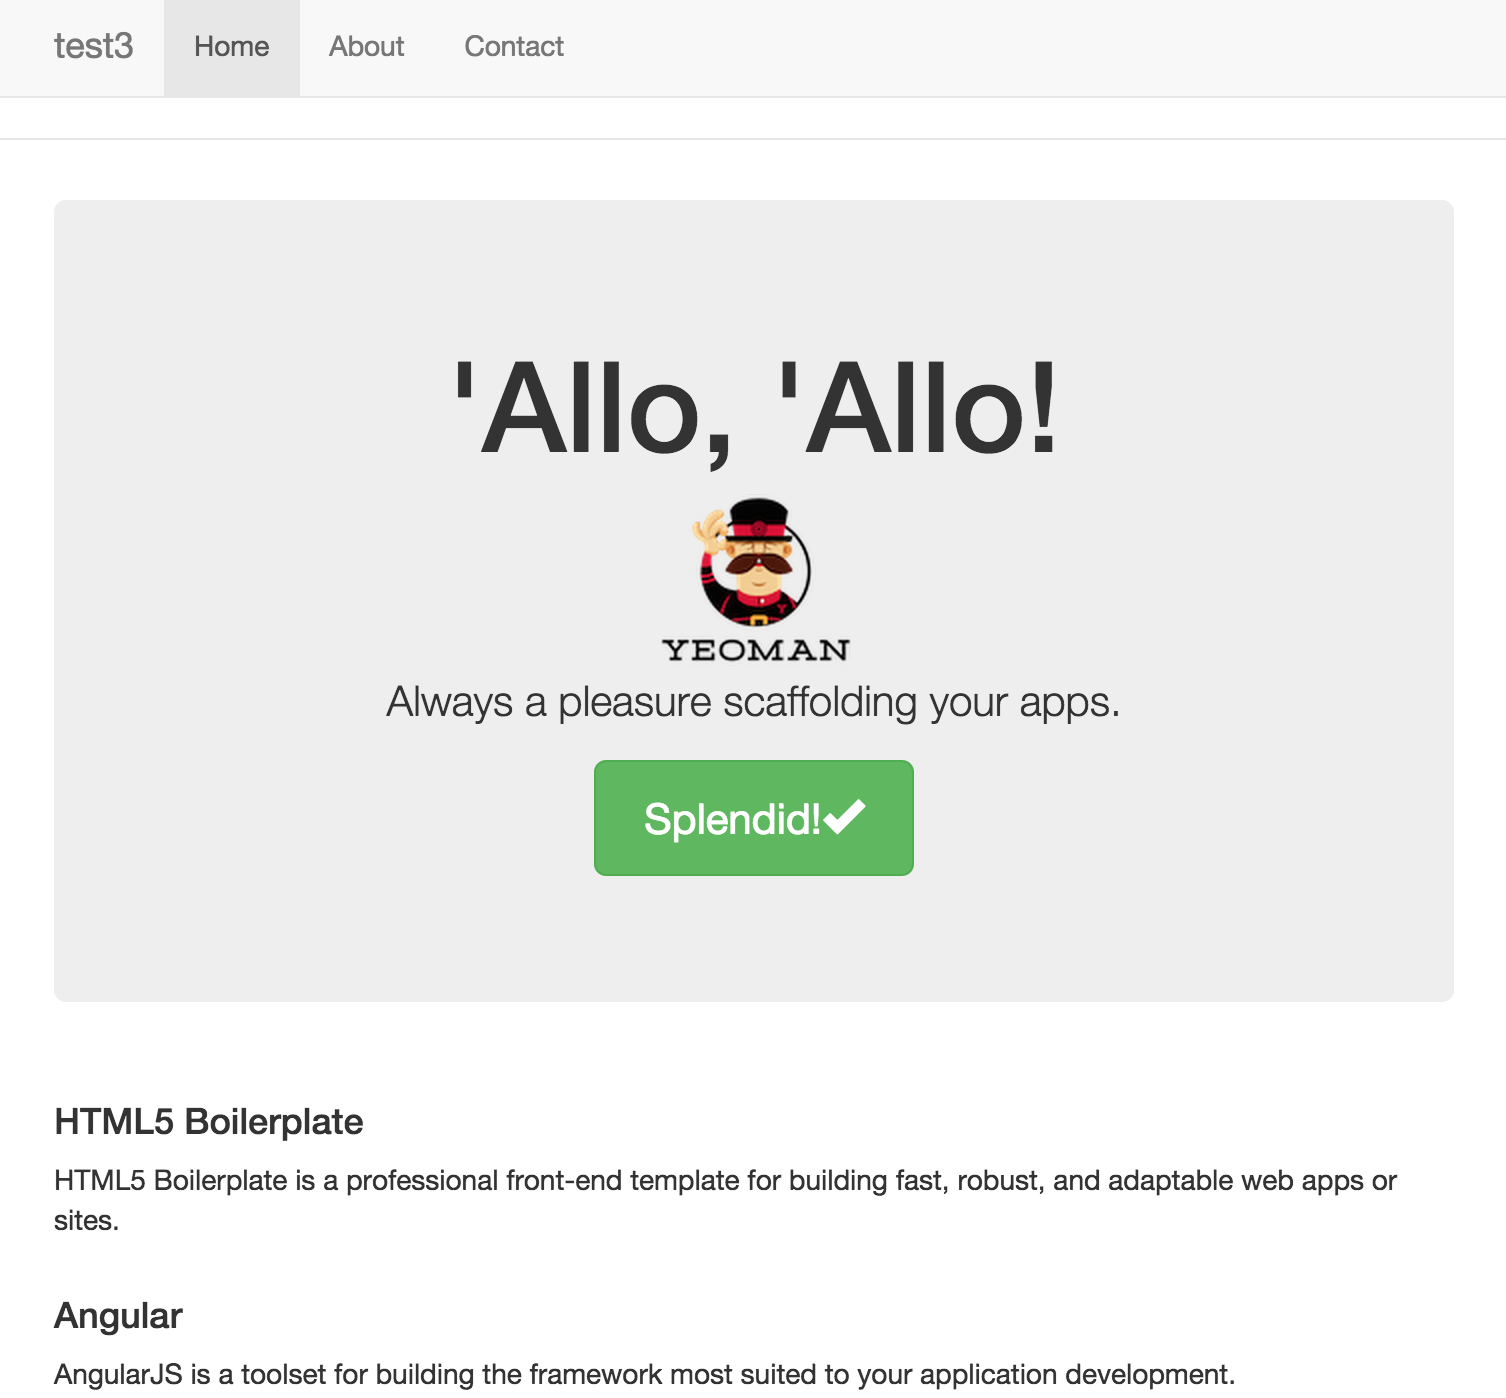 test3 Home About Contact
'Allo, 'Allo!
YEOMAN
Always a pleasure scaffolding your apps.
Splendid!✔
HTML5 Boilerplate
HTML5 Boilerplate is a professional front-end template for building fast, robust, and adaptable web apps or
sites.
Angular
AngularJS is a toolset for building the framework most suited to your application development.